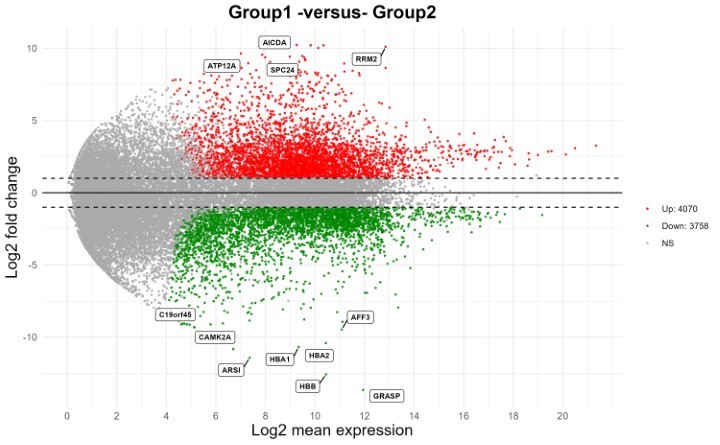 Group1 -versus- Group2
Log2 fold change
10
5
0
-5
-10
AICDA
RRM2
ATP12A
SPC24
C19orf45
CAMK2A
AFF3
ARSI
HBA1
HBA2
HBB
GRASP
Up: 4070
Down: 3758
NS
0 2 4 6 8 10 12 14 16 18 20
Log2 mean expression